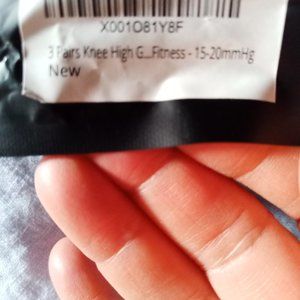 X001O81Y8F
3 Pairs Knee High G...Fitness - 15-20mmHg
New